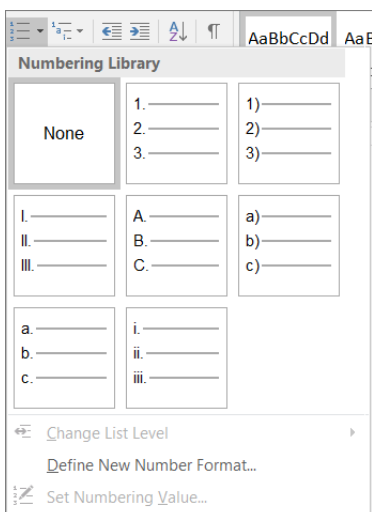 AaBbCcDd AaB
Numbering Library
None
1.
2.
3.
1)
2)
3)
I.
II.
III.
A.
B.
C.
a)
b)
c)
a.
b.
c.
i.
ii.
iii.
Change List Level
Define New Number Format...
Set Numbering Value...